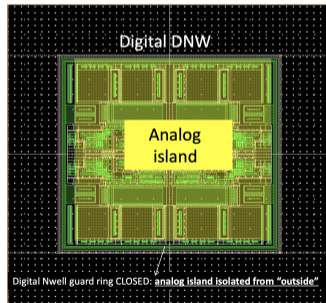 Digital DNW
Analog
island
Digital Nwell guard ring CLOSED: analog island isolated from "outside"